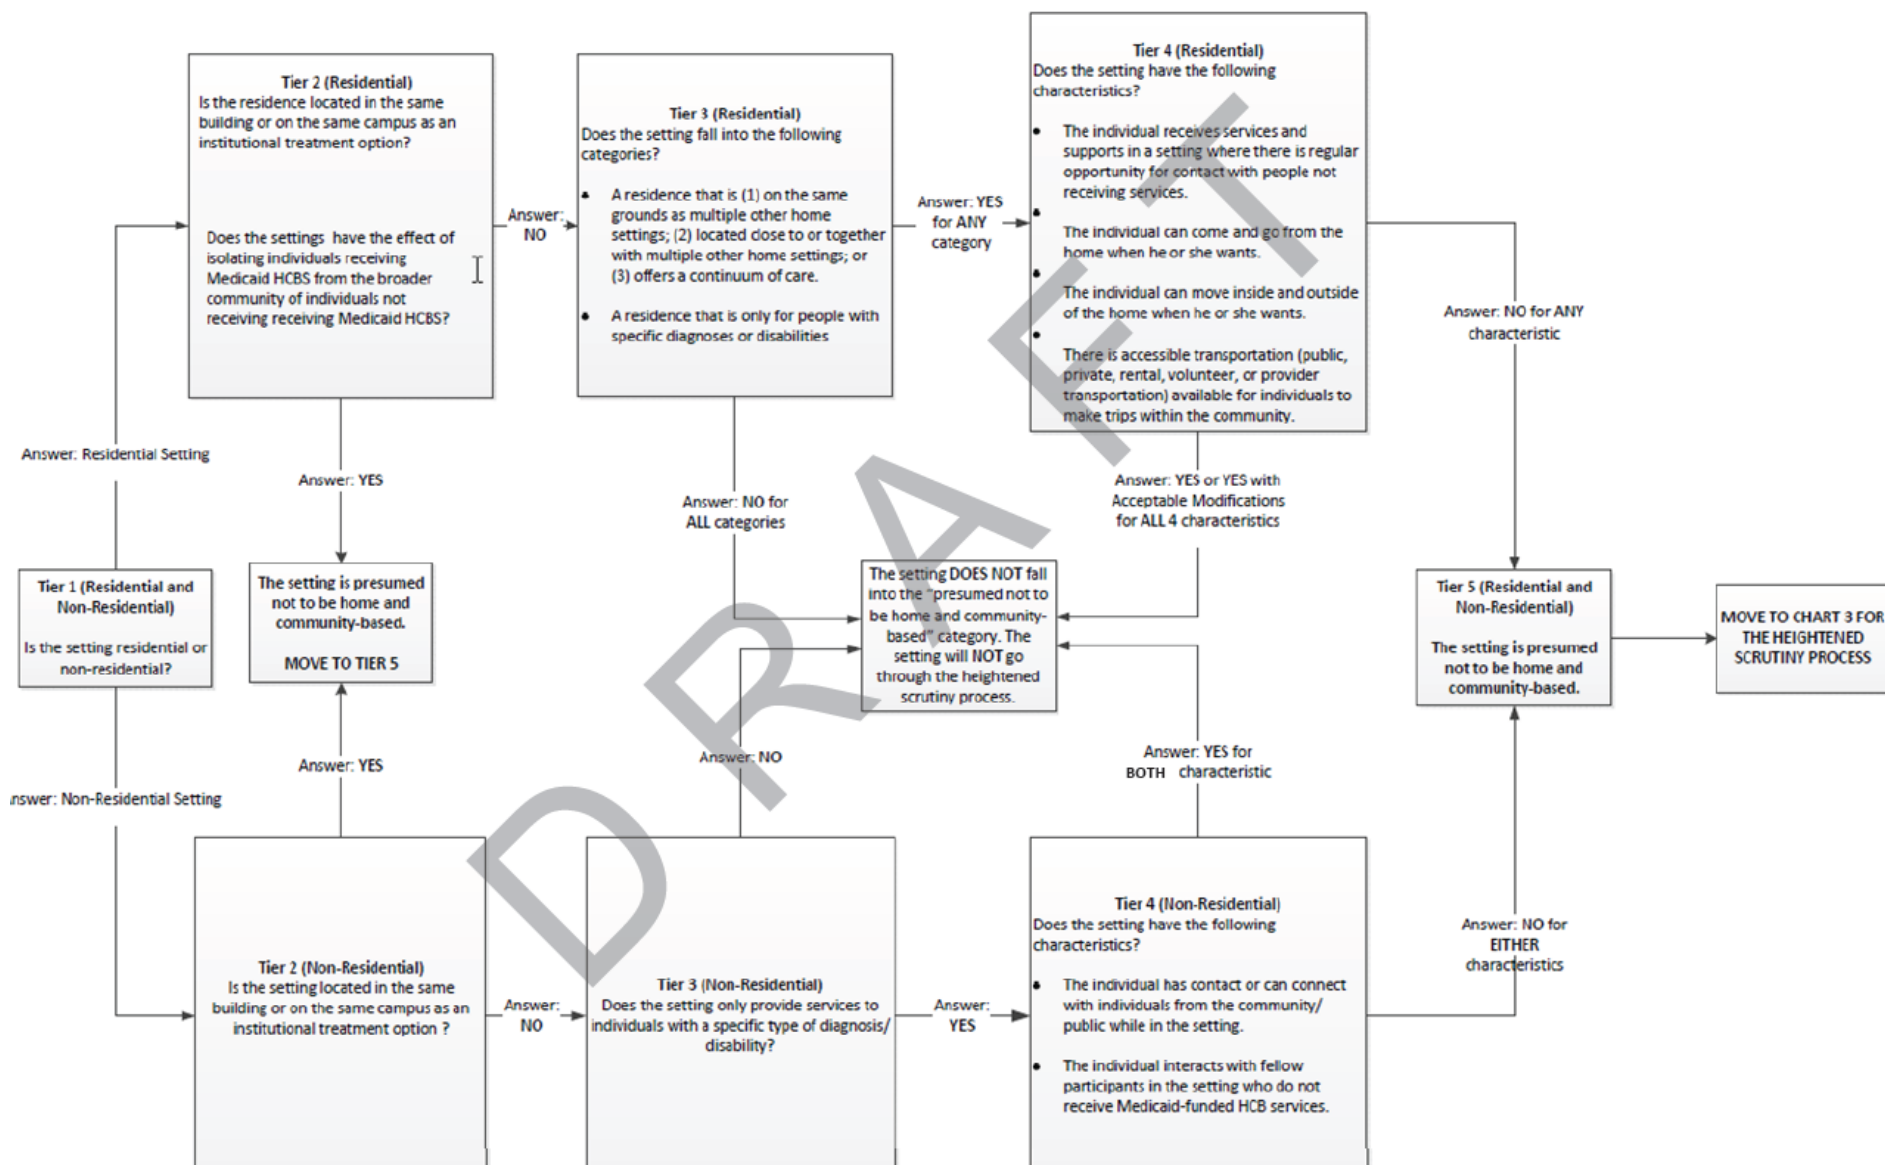 Tier 2 (Residential)
Is the residence located in the same
building or on the same campus as an
institutional treatment option?
Does the settings have the effect of
isolating individuals receiving
Medicaid HCBS from the broader
community of individuals not
receiving receiving Medicaid HCBS?
Answer:
NO
Tier 3 (Residential)
Does the setting fall into the following
categories?
• A residence that is (1) on the same
grounds as multiple other home
settings; (2) located close to or together
with multiple other home settings; or
(3) offers a continuum of care.
• A residence that is only for people with
specific diagnoses or disabilities
Answer: YES
for ANY
category
Tier 4 (Residential)
Does the setting have the following
characteristics?
• The individual receives services and
supports in a setting where there is regular
opportunity for contact with people not
receiving services.
•
The individual can come and go from the
home when he or she wants.
•
The individual can move inside and outside
of the home when he or she wants.
•
There is accessible transportation (public,
private, rental, volunteer, or provider
transportation) available for individuals to
make trips within the community.
Answer: NO for ANY
characteristic
Answer: Residential Setting
Answer: YES
Answer: NO for
ALL categories
Answer: YES or YES with
Acceptable Modifications
for ALL 4 characteristics
Tier 1 (Residential and
Non-Residential)
Is the setting residential or
non-residential?
The setting is presumed
not to be home and
community-based.
MOVE TO TIER 5
The setting DOES NOT fall
into the "presumed not to
be home and community-
based" category. The
setting will NOT go
through the heightened
scrutiny process.
Tier 5 (Residential and
Non-Residential)
The setting is presumed
not to be home and
community-based.
MOVE TO CHART 3 FOR
THE HEIGHTENED
SCRUTINY PROCESS
Answer: YES
Answer: NO
Answer: YES for
BOTH characteristic
nswer: Non-Residential Setting
Tier 2 (Non-Residential)
Is the setting located in the same
building or on the same campus as an
institutional treatment option ?
Answer:
NO
Tier 3 (Non-Residential)
Does the setting only provide services to
individuals with a specific type of diagnosis/
disability?
Answer:
YES
Tier 4 (Non-Residential)
Does the setting have the following
characteristics?
• The individual has contact or can connect
with individuals from the community/
public while in the setting.
• The individual interacts with fellow
participants in the setting who do not
receive Medicaid-funded HCB services.
Answer: NO for
EITHER
characteristics
DRAFT